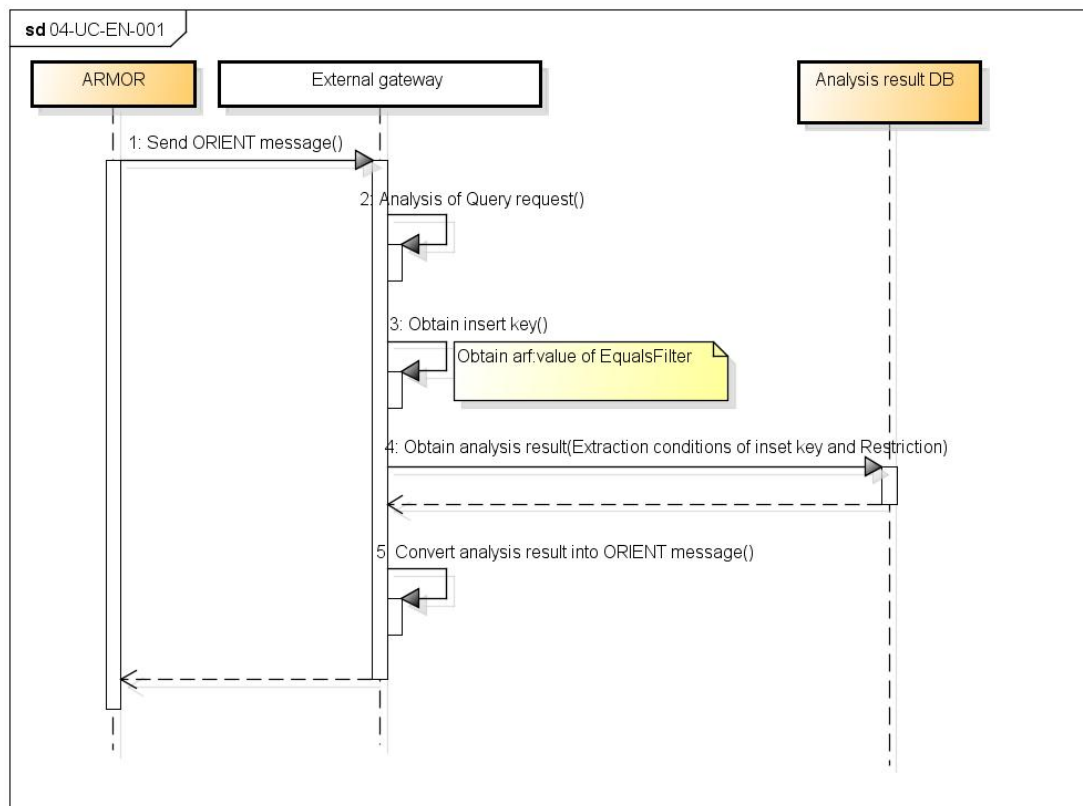 sd 04-UC-EN-001
ARMOR
External gateway
Analysis result DB
1: Send ORIENT message()
2: Analysis of Query request()
3: Obtain insert key()
Obtain arf:value of EqualsFilter
4: Obtain analysis result(Extraction conditions of inset key and Restriction)
5: Convert analysis result into ORIENT message()